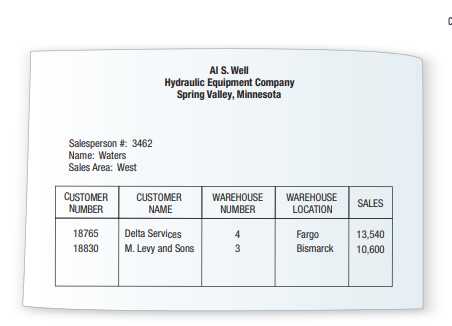 Al S. Well
Hydraulic Equipment Company
Spring Valley, Minnesota
Salesperson #: 3462
Name: Waters
Sales Area: West
CUSTOMER NUMBER CUSTOMER NAME WAREHOUSE NUMBER WAREHOUSE LOCATION SALES
18765 Delta Services 4 Fargo 13,540
18830 M. Levy and Sons 3 Bismarck 10,600